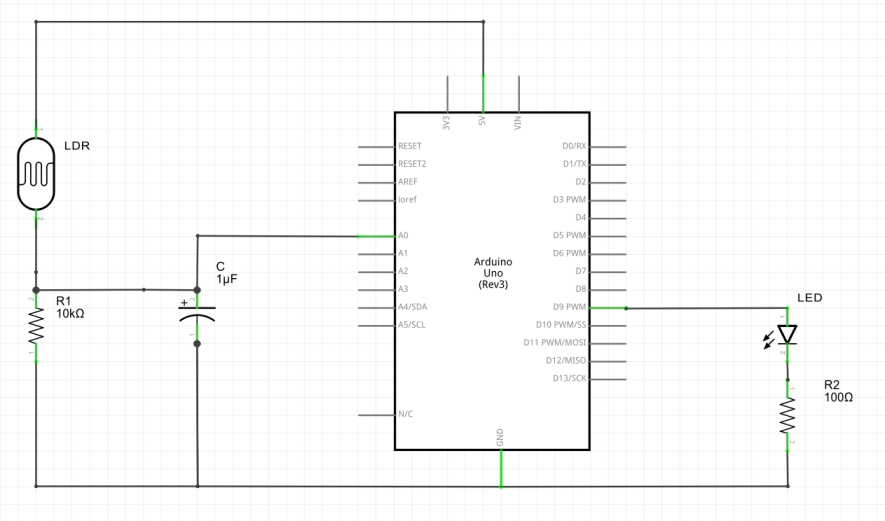 3V3
5V
VIN
LDR
RESET
D0/RX
RESET2
D1/TX
AREF
D2
ioref
D3 PWM
D4
A0
D5 PWM
A1
D6 PWM
Arduino
Uno
(Rev3)
C
1µF
A2
D7
A3
D8
R1
10kΩ
+
A4/SDA
D9 PWM
LED
A5/SCL
D10 PWM/SS
D11 PWM/MOSI
D12/MISO
D13/SCK
R2
100Ω
N/C
GND